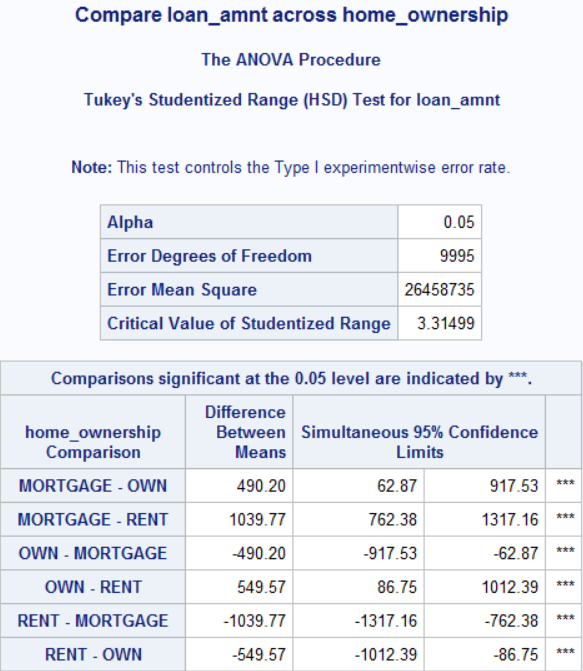 Compare loan_amnt across home_ownership
The ANOVA Procedure
Tukey's Studentized Range (HSD) Test for loan_amnt
Note: This test controls the Type I experimentwise error rate.
Alpha 0.05
Error Degrees of Freedom 9995
Error Mean Square 26458735
Critical Value of Studentized Range 3.31499
Comparisons significant at the 0.05 level are indicated by ***.
home_ownership
Comparison
Difference
Between
Means
Simultaneous 95% Confidence
Limits
MORTGAGE - OWN 490.20 62.87 917.53 ***
MORTGAGE - RENT 1039.77 762.38 1317.16 ***
OWN - MORTGAGE -490.20 -917.53 -62.87 ***
OWN - RENT 549.57 86.75 1012.39 ***
RENT - MORTGAGE -1039.77 -1317.16 -762.38 ***
RENT - OWN -549.57 -1012.39 -86.75 ***